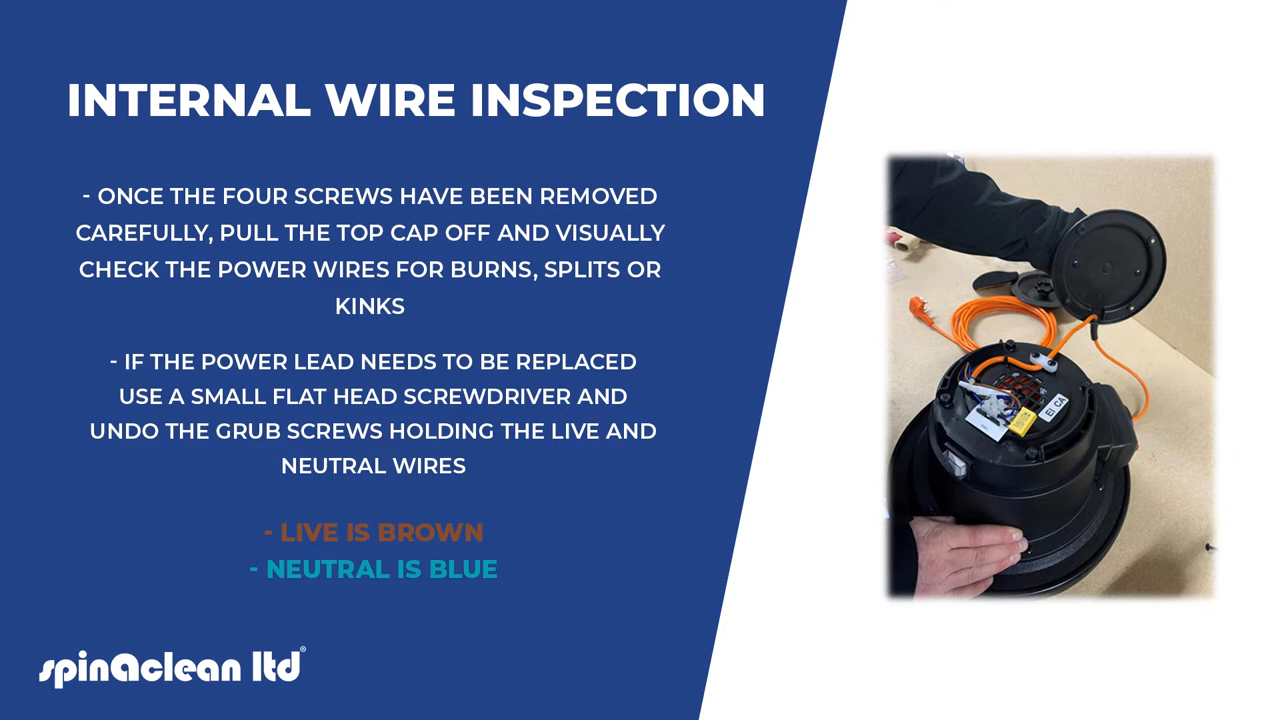 INTERNAL WIRE INSPECTION
- ONCE THE FOUR SCREWS HAVE BEEN REMOVED
CAREFULLY, PULL THE TOP CAP OFF AND VISUALLY
CHECK THE POWER WIRES FOR BURNS, SPLITS OR
KINKS
- IF THE POWER LEAD NEEDS TO BE REPLACED
USE A SMALL FLAT HEAD SCREWDRIVER AND
UNDO THE GRUB SCREWS HOLDING THE LIVE AND
NEUTRAL WIRES
- LIVE IS BROWN
- NEUTRAL IS BLUE
spinaclean ltd®
EI CA